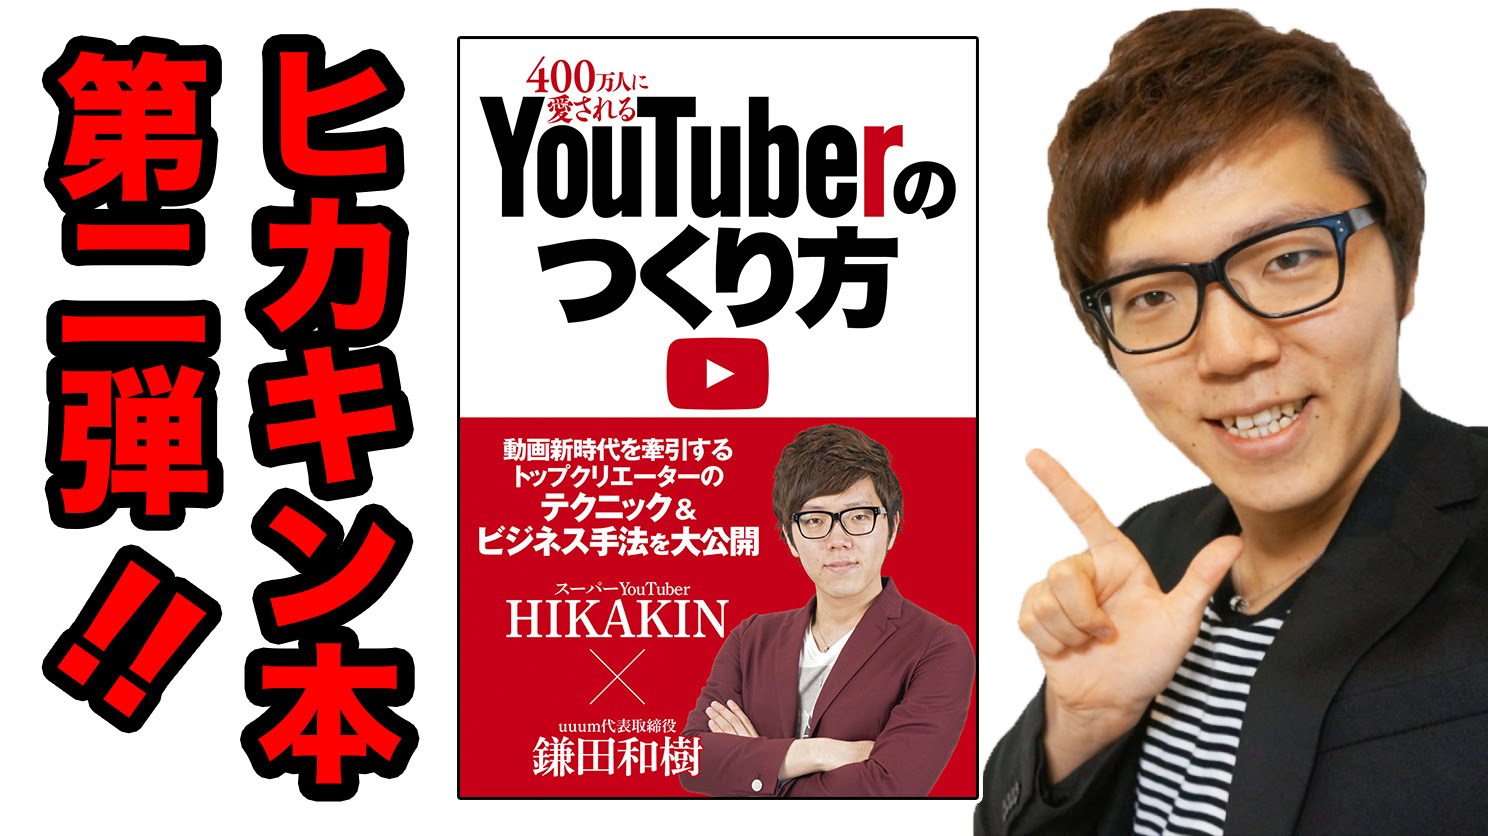 ヒカキン本
第二弾!!
400万人に
愛される
YouTuberの
つくり方
動画新時代を牽引する
トップクリエーターの
テクニック&
ビジネス手法を大公開
スーパーYouTuber
HIKAKIN
×
uuum代表取締役
鎌田和樹